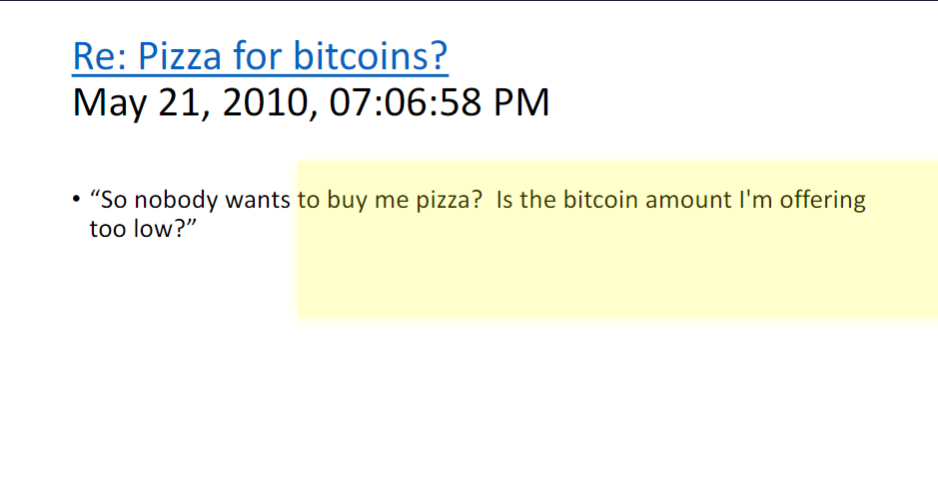 Re: Pizza for bitcoins?
May 21, 2010, 07:06:58 PM
• “So nobody wants to buy me pizza?  Is the bitcoin amount I'm offering
too low?”